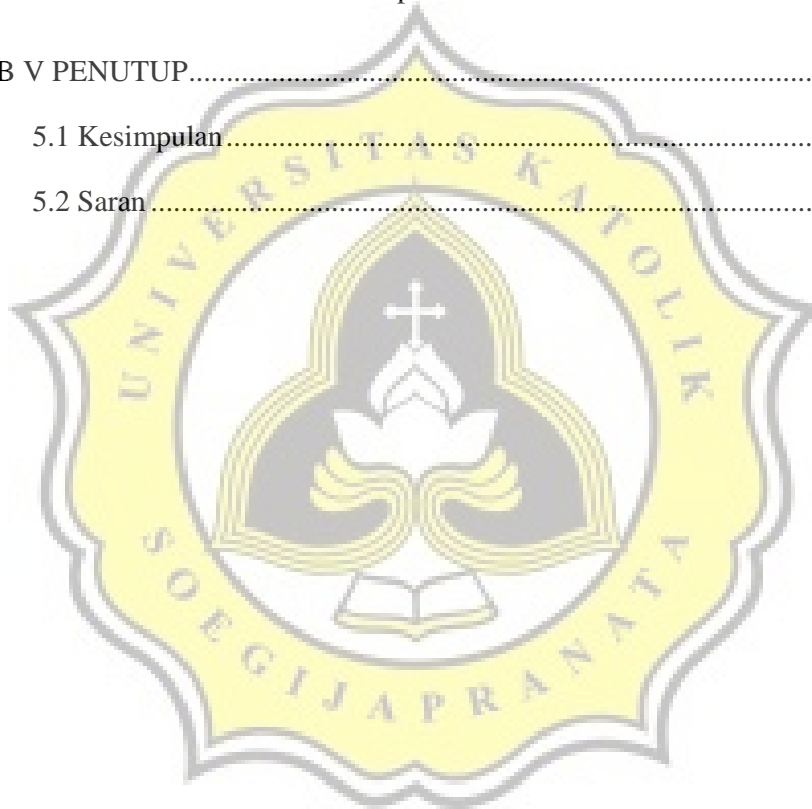 B V PENUTUP..............................................................................
5.1 Kesimpulan.........................................................................
5.2 Saran..................................................................................
UNIVERSITAS KATOLIK
SOEGIJAPRANATA